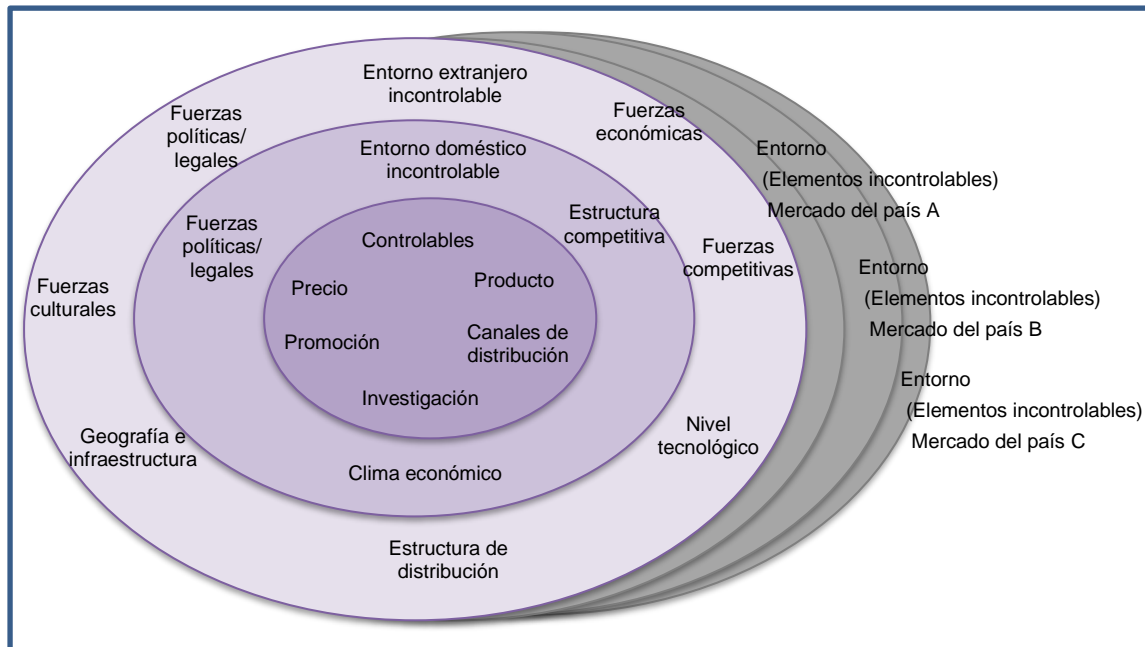 Entorno extranjero
incontrolable
Fuerzas
políticas/
legales
Fuerzas
económicas
Entorno doméstico
incontrolable
Entorno
(Elementos incontrolables)
Mercado del país A
Fuerzas
políticas/
legales
Estructura
competitiva
Controlables
Fuerzas
competitivas
Fuerzas
culturales
Precio
Producto
Entorno
(Elementos incontrolables)
Mercado del país B
Promoción
Canales de
distribución
Investigación
Entorno
(Elementos incontrolables)
Mercado del país C
Geografía e
infraestructura
Nivel
tecnológico
Clima económico
Estructura de
distribución